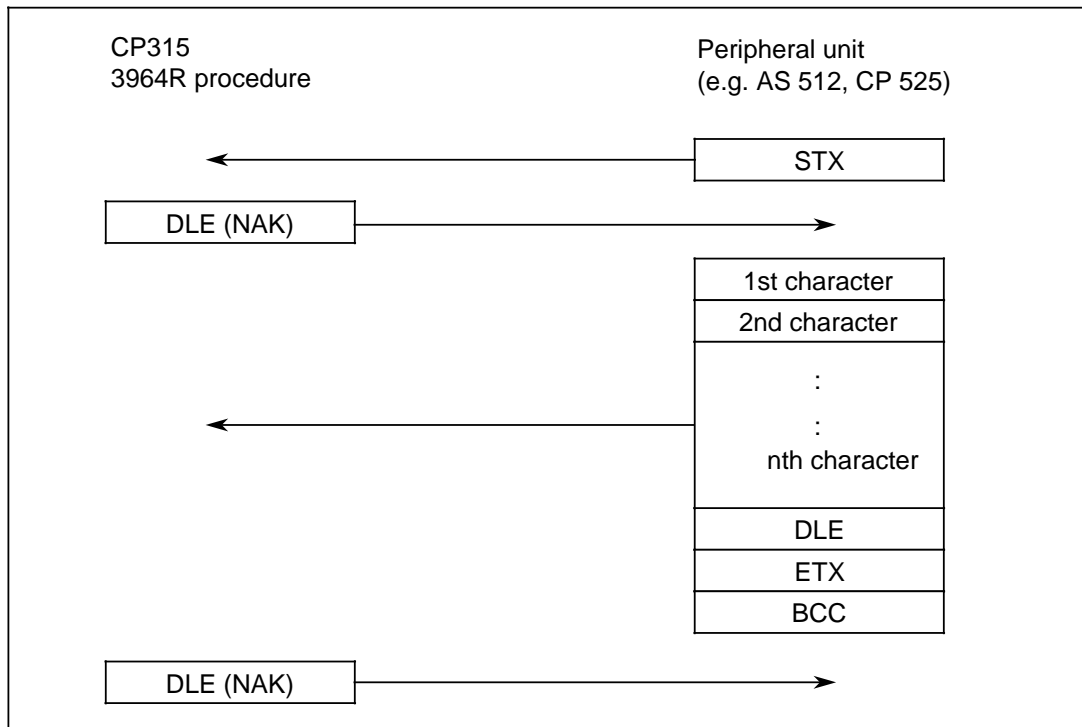 CP315
3964R procedure
Peripheral unit
(e.g. AS 512, CP 525)
STX
DLE (NAK)
1st character
2nd character
:
:
nth character
DLE
ETX
BCC
DLE (NAK)